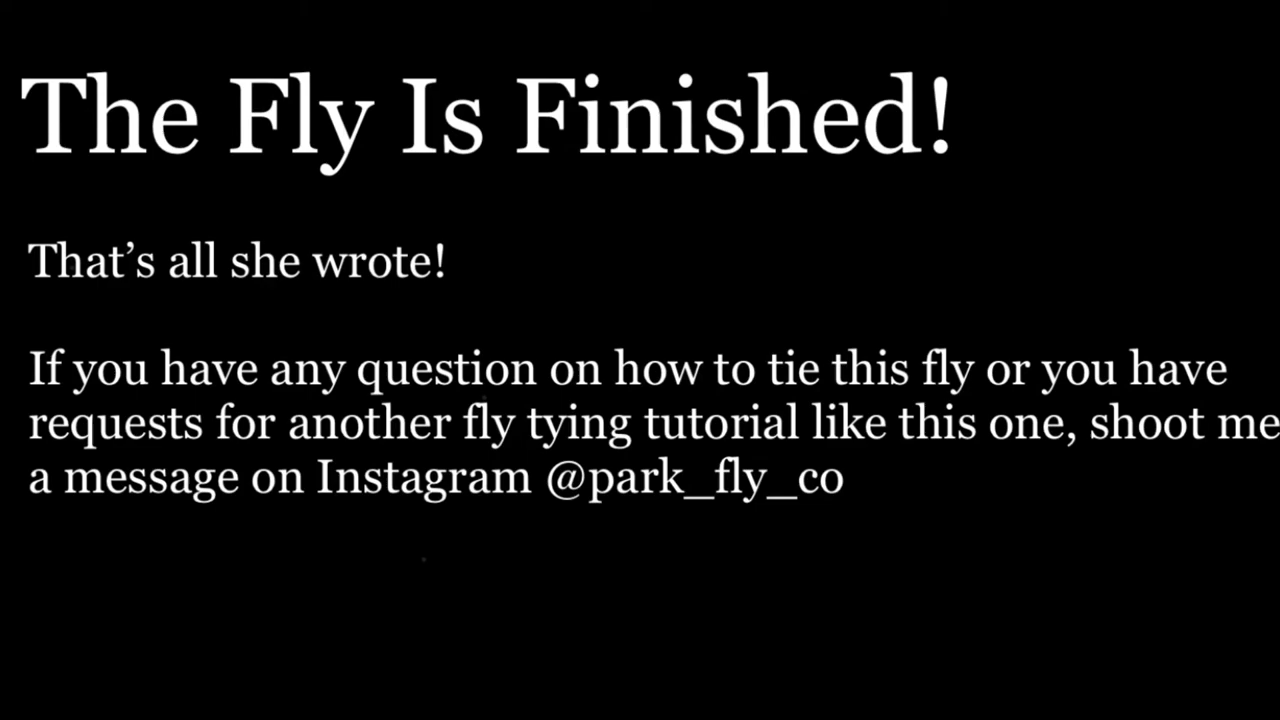 The Fly Is Finished!
That’s all she wrote!
If you have any question on how to tie this fly or you have
requests for another fly tying tutorial like this one, shoot me
a message on Instagram @park_fly_co